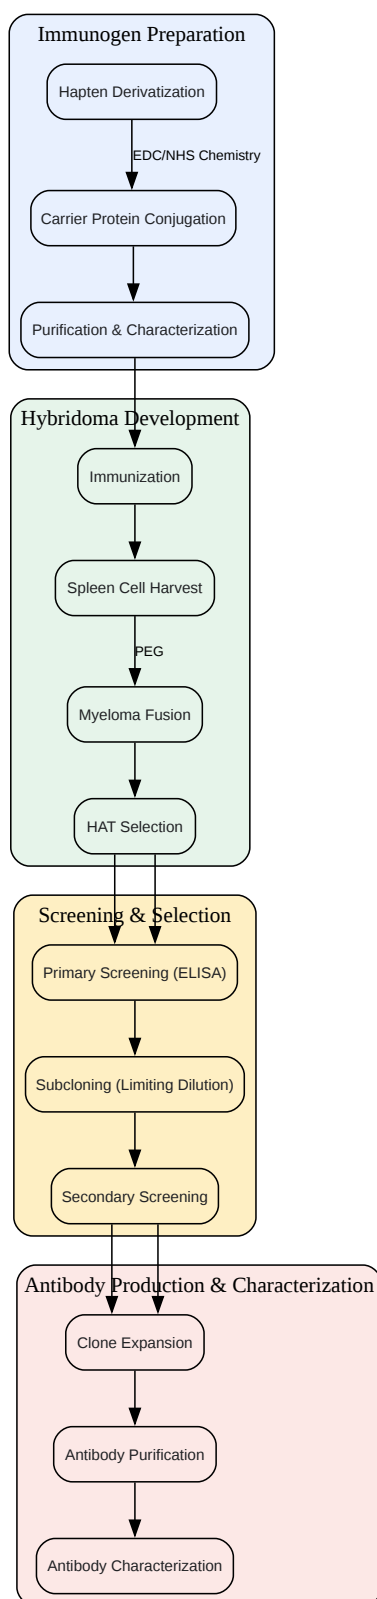 Immunogen Preparation
Hapten Derivatization
EDC/NHS Chemistry
Carrier Protein Conjugation
Purification & Characterization
Hybridoma Development
Immunization
Spleen Cell Harvest
PEG
Myeloma Fusion
HAT Selection
Screening & Selection
Primary Screening (ELISA)
Subcloning (Limiting Dilution)
Secondary Screening
Antibody Production & Characterization
Clone Expansion
Antibody Purification
Antibody Characterization